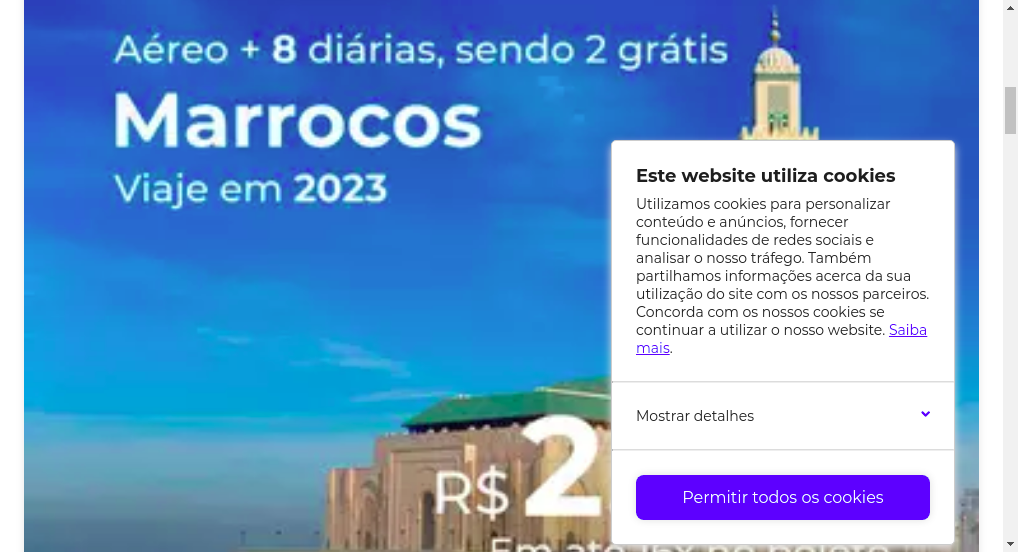 Aéreo + 8 diárias, sendo 2 grátis
Marrocos
Viaje em 2023
Este website utiliza cookies
Utilizamos cookies para personalizar
conteúdo e anúncios, fornecer
funcionalidades de redes sociais e
analisar o nosso tráfego. Também
partilhamos informações acerca da sua
utilização do site com os nossos parceiros.
Concorda com os nossos cookies se
continuar a utilizar o nosso website. Saiba
mais.
Mostrar detalhes
R$ 2
Permitir todos os cookies